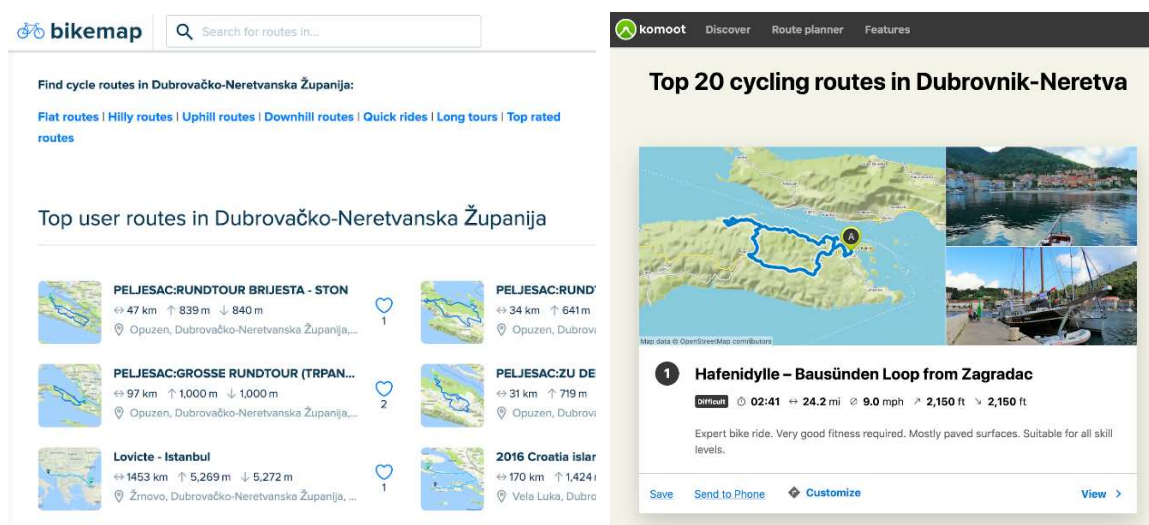 bikemap
Search for routes in...
Find cycle routes in Dubrovačko-Neretvanska Županija:
Flat routes | Hilly routes | Uphill routes | Downhill routes | Quick rides | Long tours | Top rated
routes
Top user routes in Dubrovačko-Neretvanska Županija
PELJESAC:RUNDTOUR BRIJESTA - STON
↔ 47 km ↑ 839 m ↓ 840 m
1
Opuzen, Dubrovačko-Neretvanska Županija,...
PELJESAC:GROSSE RUNDTOUR (TRPAN...
↔ 97 km ↑ 1,000 m ↓ 1,000 m
2
Opuzen, Dubrovačko-Neretvanska Županija,...
Lovicte - Istanbul
↔ 1453 km ↑ 5,269 m ↓ 5,272 m
1
Žrnovo, Dubrovačko-Neretvanska Županija, ...
PELJESAC:RUND
↔ 34 km ↑ 641 m
Opuzen, Dubrova
PELJESAC:ZU DE
↔ 31 km ↑ 719 m
Opuzen, Dubrova
2016 Croatia islar
↔ 170 km ↑ 1,424
Vela Luka, Dubro
komoot Discover Route planner Features
Top 20 cycling routes in Dubrovnik-Neretva
A
Map data © OpenStreetMap contributors
1 Hafenidylle – Bausünden Loop from Zagradac
Difficult 02:41 ↔ 24.2 mi 9.0 mph ↗ 2,150 ft ↘ 2,150 ft
Expert bike ride. Very good fitness required. Mostly paved surfaces. Suitable for all skill
levels.
Save Send to Phone Customize View >